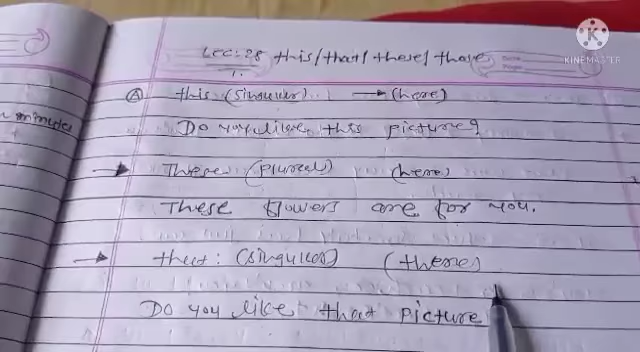 Lec: 28 this/that/these/those
KINEMASTER
A this (singular) → (here)
minutes
Do you like this picture?
→ These (plural) (here)
These flowers are for you.
→ that: (singular) (there)
Do you like that picture